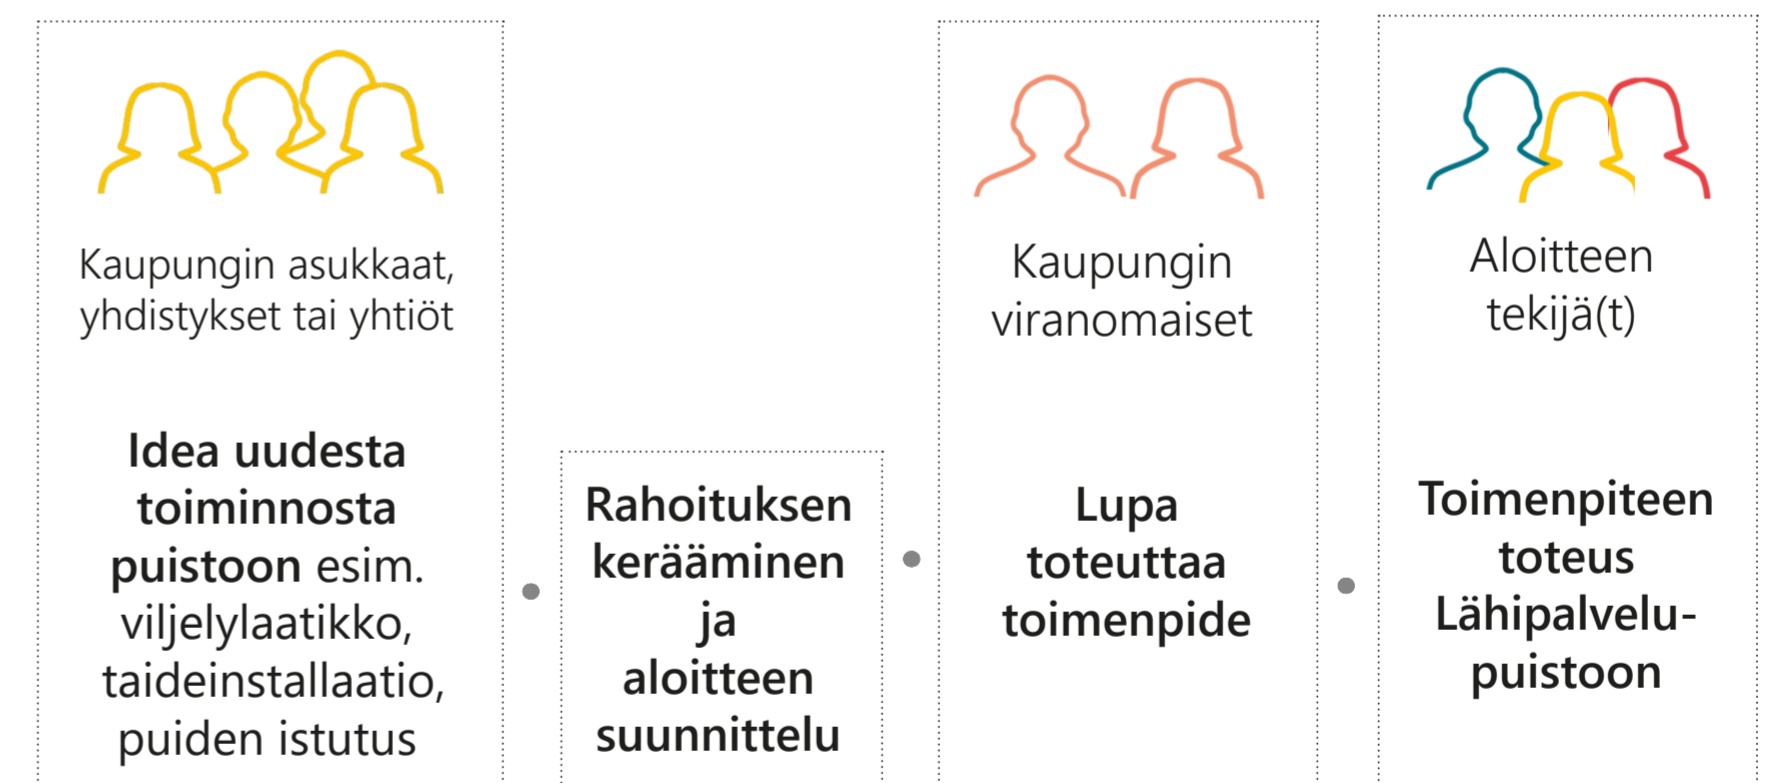 Kaupungin asukkaat,
yhdistykset tai yhtiöt
Idea uudesta
toiminnosta
puistoon esim.
viljelylaatikko,
taideinstallaatio,
puiden istutus
Rahoituksen
kerääminen
ja
aloitteen
suunnittelu
Kaupungin
viranomaiset
Lupa
toteuttaa
toimenpide
Aloitteen
tekijä(t)
Toimenpiteen
toteus
Lähipalvelu-
puistoon